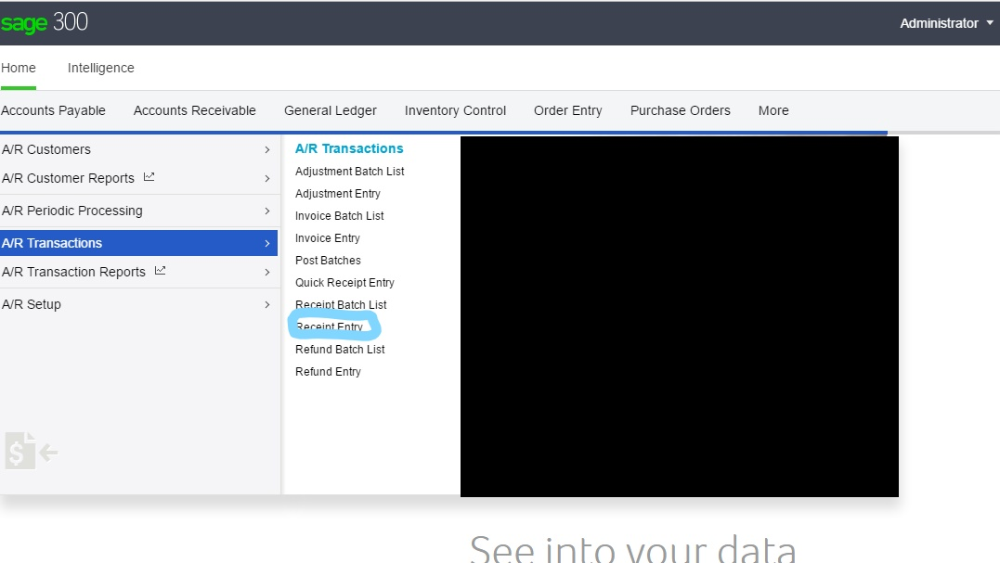 sage 300
Administrator
Home Intelligence
Accounts Payable Accounts Receivable General Ledger Inventory Control Order Entry Purchase Orders More
A/R Customers
A/R Customer Reports
A/R Periodic Processing
A/R Transactions
A/R Transaction Reports
A/R Setup
A/R Transactions
Adjustment Batch List
Adjustment Entry
Invoice Batch List
Invoice Entry
Post Batches
Quick Receipt Entry
Receipt Batch List
Receipt Entry
Refund Batch List
Refund Entry
$
See into your data